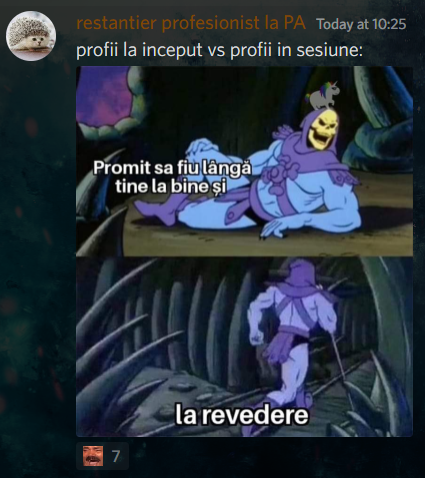 restantier profesionist la PA Today at 10:25
profii la inceput vs profii in sesiune:
Promit sa fiu lângă
tine la bine și
la revedere
7